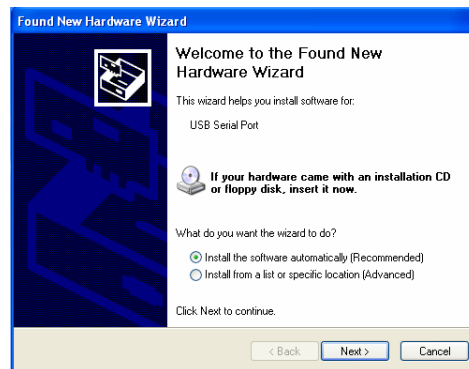 Found New Hardware Wizard
Welcome to the Found New
Hardware Wizard
This wizard helps you install software for:
USB Serial Port
If your hardware came with an installation CD
or floppy disk, insert it now.
What do you want the wizard to do?
Install the software automatically (Recommended)
Install from a list or specific location (Advanced)
Click Next to continue.
< Back
Next >
Cancel